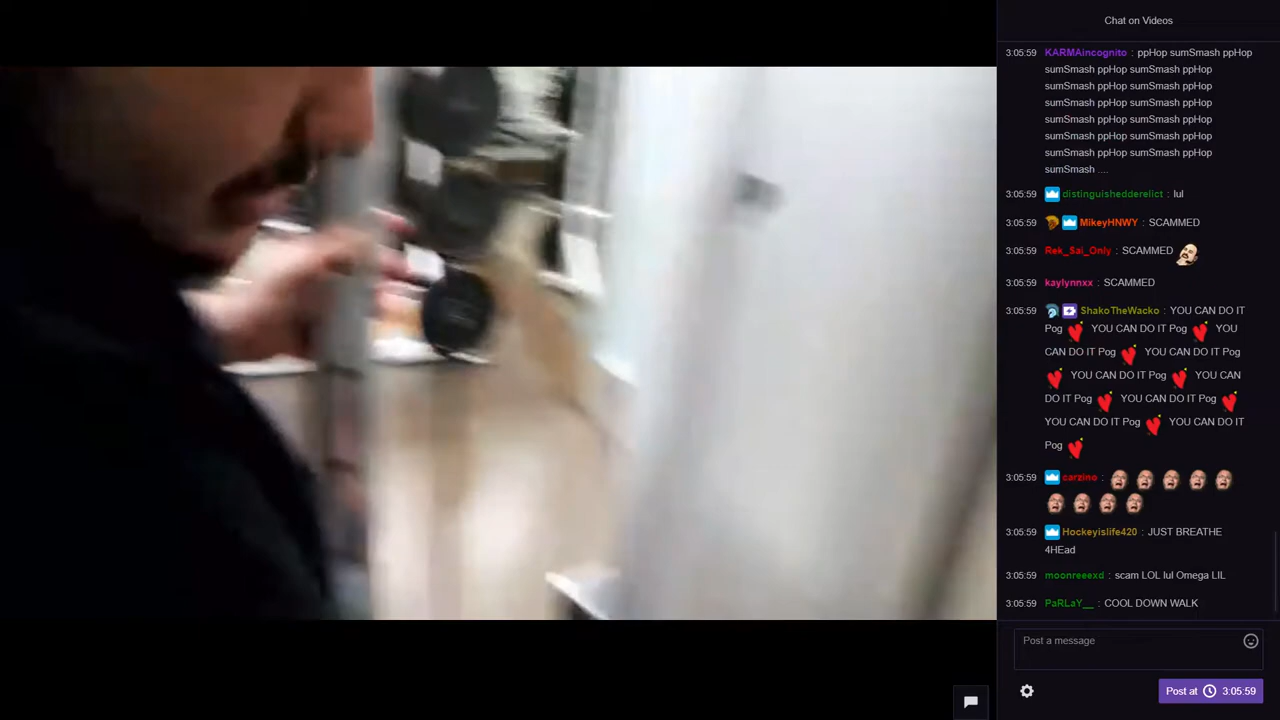 Chat on Videos
3:05:59 KARMAincognito : ppHop sumSmash ppHop
sumSmash ppHop sumSmash ppHop
sumSmash ppHop sumSmash ppHop
sumSmash ppHop sumSmash ppHop
sumSmash ppHop sumSmash ppHop
sumSmash ppHop sumSmash ppHop
sumSmash ppHop sumSmash ppHop
sumSmash ....
3:05:59 distinguishedderelict : lul
3:05:59 MikeyHNWY : SCAMMED
3:05:59 Rek_Sai_Only : SCAMMED
3:05:59 kaylynnxx : SCAMMED
3:05:59 ShakoTheWacko : YOU CAN DO IT
Pog YOU CAN DO IT Pog YOU
CAN DO IT Pog YOU CAN DO IT Pog
YOU CAN DO IT Pog YOU CAN
DO IT Pog YOU CAN DO IT Pog
YOU CAN DO IT Pog YOU CAN DO IT
Pog
3:05:59 carzino :
3:05:59 Hockeyislife420 : JUST BREATHE
4HEad
3:05:59 moonreeexd : scam LOL lul Omega LIL
3:05:59 PaRLaY__ : COOL DOWN WALK
Post a message
Post at 3:05:59